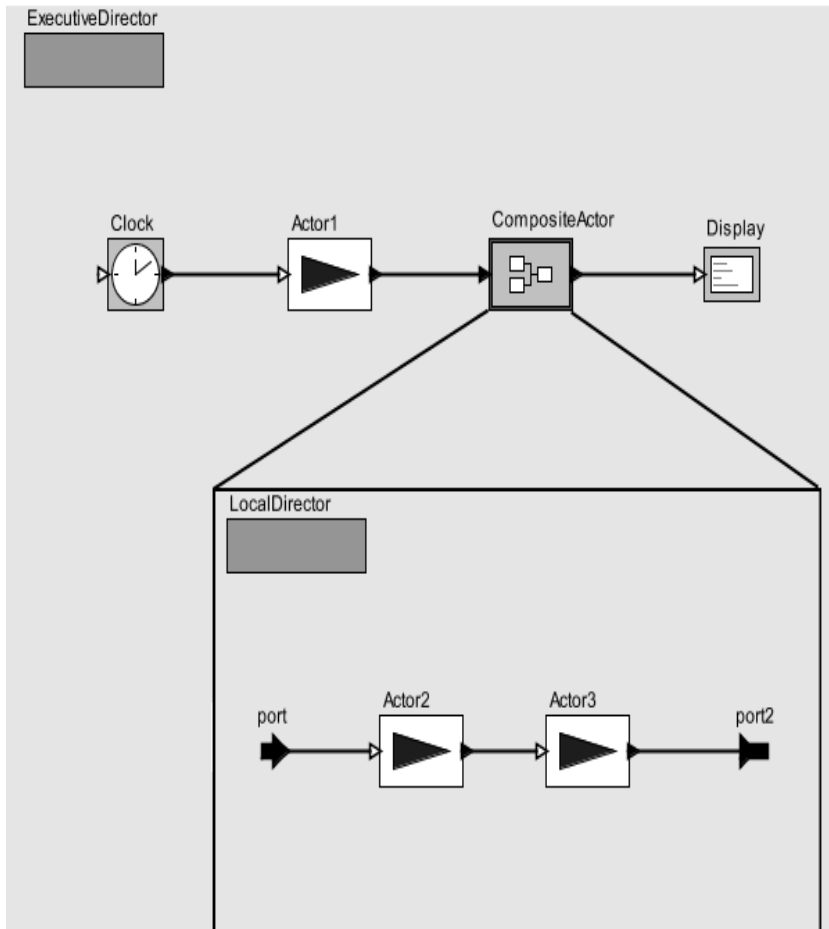 ExecutiveDirector
Clock
Actor1
CompositeActor
Display
LocalDirector
port
Actor2
Actor3
port2